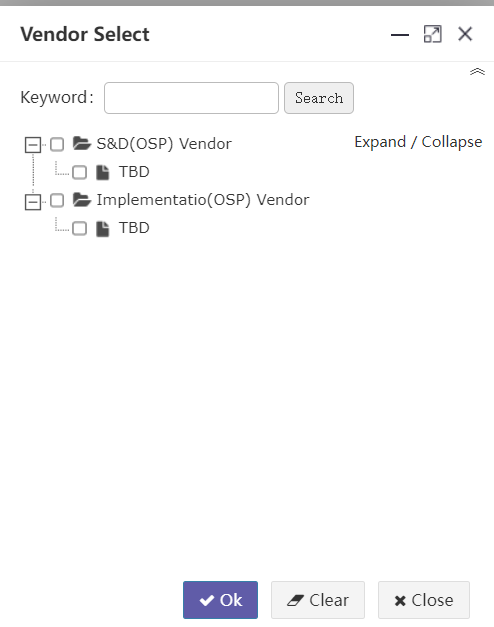 Vendor Select
Keyword:
Search
S&D(OSP) Vendor
Expand / Collapse
TBD
Implementatio(OSP) Vendor
TBD
Ok
Clear
Close